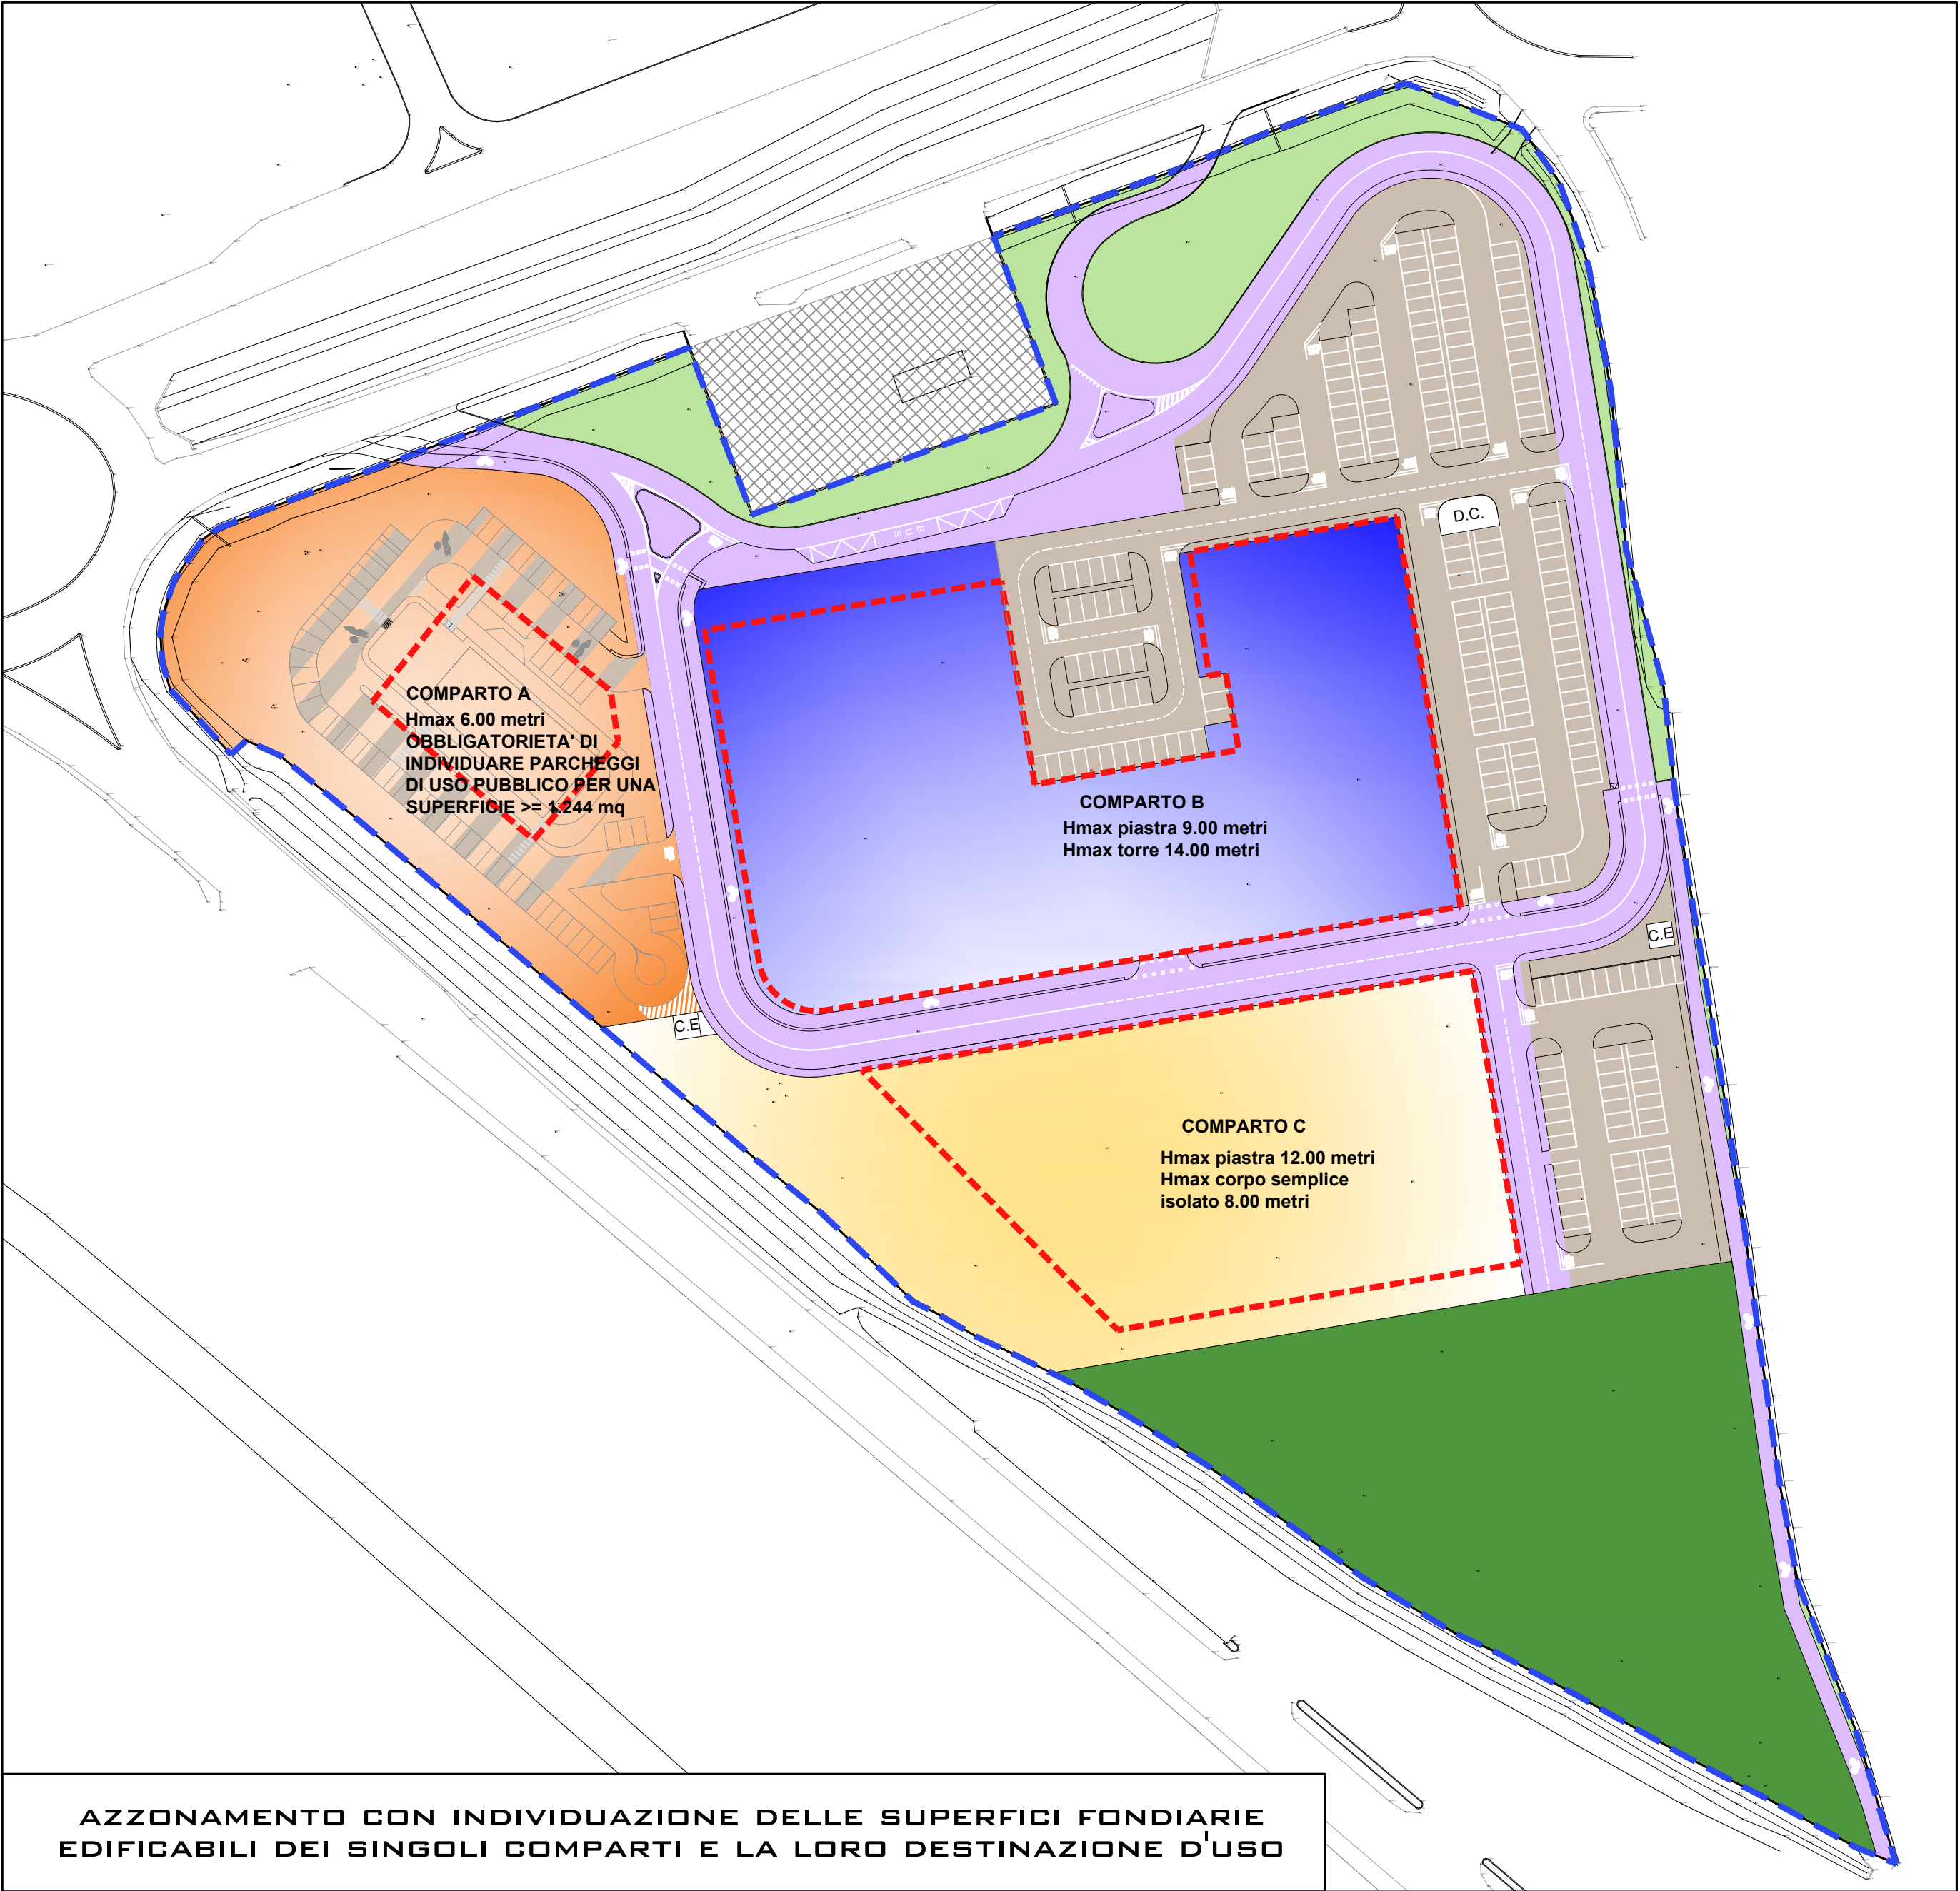 BUS
D.C.
COMPARTO A
Hmax 6.00 metri
OBBLIGATORIETA' DI
INDIVIDUARE PARCHEGGI
DI USO PUBBLICO PER UNA
SUPERFICIE >= 1.244 mq
COMPARTO B
Hmax piastra 9.00 metri
Hmax torre 14.00 metri
C.E
C.E
COMPARTO C
Hmax piastra 12.00 metri
Hmax corpo semplice
isolato 8.00 metri
AZZONAMENTO CON INDIVIDUAZIONE DELLE SUPERFICI FONDIARIE
EDIFICABILI DEI SINGOLI COMPARTI E LA LORO DESTINAZIONE D'USO